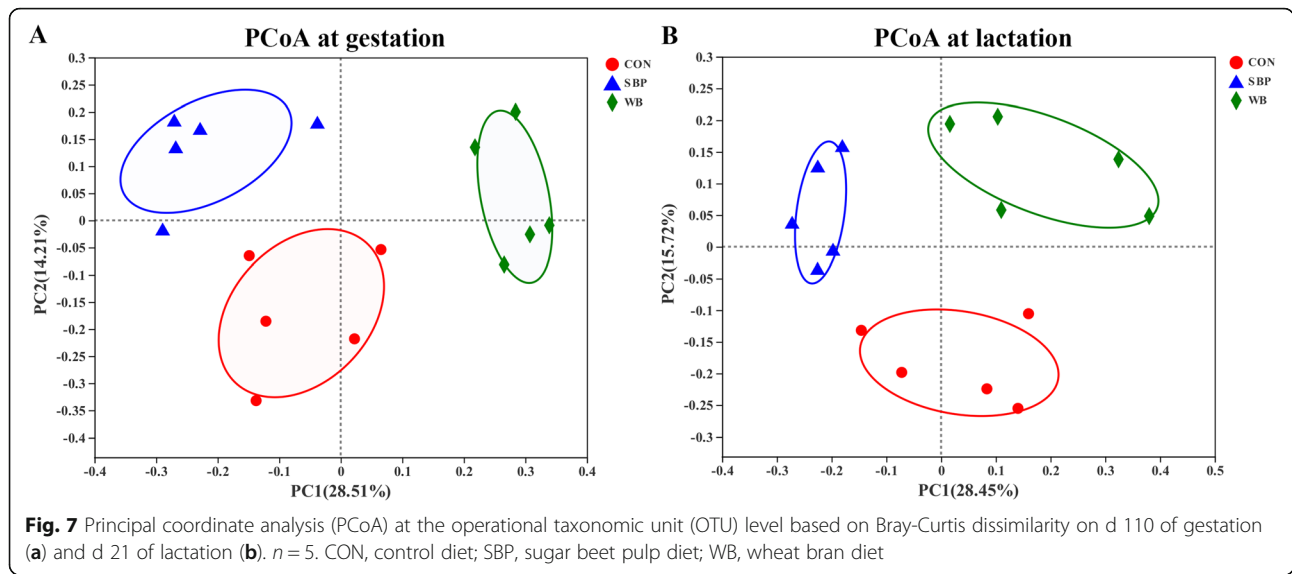 A
PCoA at gestation
CON
SBP
WB
PC2(14.21%)
0.3
0.25
0.2
0.15
0.1
0.05
0
-0.05
-0.1
-0.15
-0.2
-0.25
-0.3
-0.35
-0.4
-0.4 -0.3 -0.2 -0.1 0 0.1 0.2 0.3 0.4
PC1(28.51%)
B
PCoA at lactation
CON
SBP
WB
PC2(15.72%)
0.3
0.25
0.2
0.15
0.1
0.05
0
-0.05
-0.1
-0.15
-0.2
-0.25
-0.3
-0.4 -0.3 -0.2 -0.1 0 0.1 0.2 0.3 0.4 0.5
PC1(28.45%)
Fig. 7 Principal coordinate analysis (PCoA) at the operational taxonomic unit (OTU) level based on Bray-Curtis dissimilarity on d 110 of gestation
(a) and d 21 of lactation (b). n = 5. CON, control diet; SBP, sugar beet pulp diet; WB, wheat bran diet